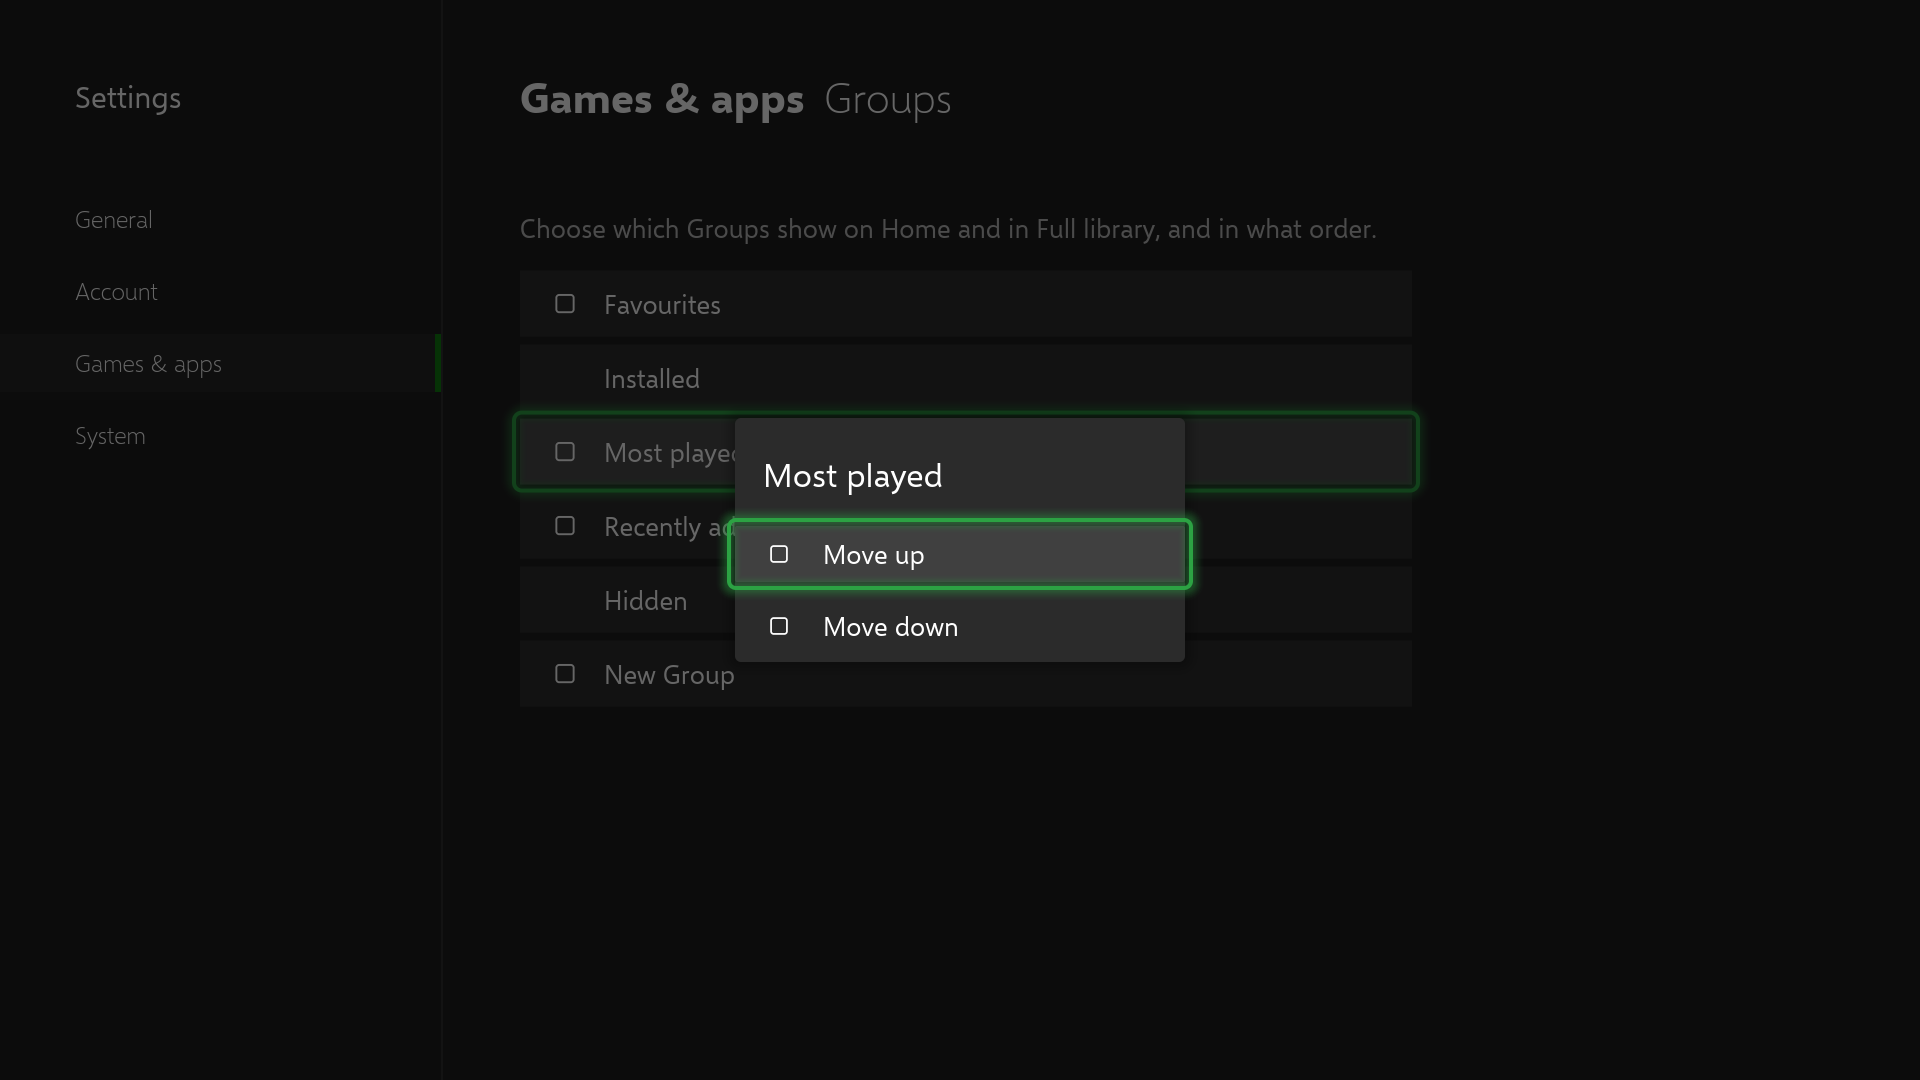 Settings
General
Account
Games & apps
System
Games & apps Groups
Choose which Groups show on Home and in Full library, and in what order.
Favourites
Installed
Most played
Recently
Hidden
New Group
Most played
Move up
Move down